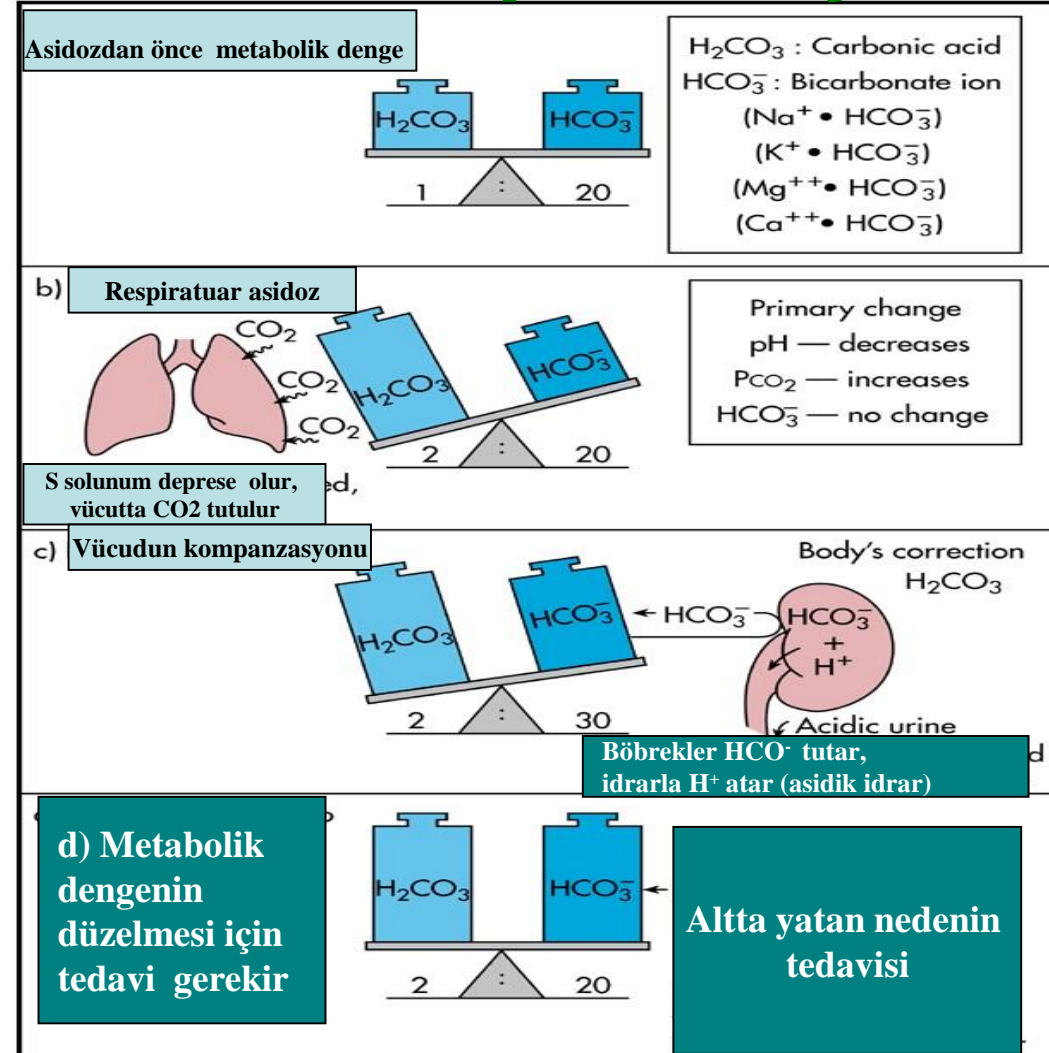 Asidozdan önce metabolik denge
H₂CO₃
HCO₃⁻
1 : 20
H₂CO₃ : Carbonic acid
HCO₃⁻ : Bicarbonate ion
(Na⁺ • HCO₃⁻)
(K⁺ • HCO₃⁻)
(Mg⁺⁺ • HCO₃⁻)
(Ca⁺⁺ • HCO₃⁻)
b)
Respiratuar asidoz
CO₂
CO₂
CO₂
H₂CO₃
HCO₃⁻
2 : 20
Primary change
pH — decreases
PCO₂ — increases
HCO₃⁻ — no change
S solunum deprese olur,
vücutta CO2 tutulur
ed,
c)
Vücudun kompanzasyonu
H₂CO₃
HCO₃⁻
2 : 30
Body's correction
H₂CO₃
HCO₃⁻
HCO₃⁻
+
H⁺
Acidic urine
d
Böbrekler HCO⁻ tutar,
idrarla H⁺ atar (asidik idrar)
d) Metabolik
dengenin
düzelmesi için
tedavi gerekir
H₂CO₃
HCO₃⁻
2 : 20
Altta yatan nedenin
tedavisi